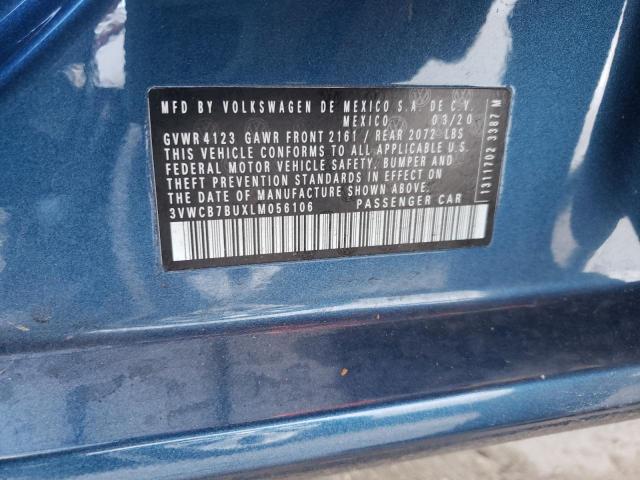 MFD BY VOLKSWAGEN DE MEXICO S.A. DE C.V.
MEXICO 03/20
GVWR 4123 GAWR FRONT 2161 / REAR 2072 LBS
THIS VEHICLE CONFORMS TO ALL APPLICABLE U.S.
FEDERAL MOTOR VEHICLE SAFETY, BUMPER AND
THEFT PREVENTION STANDARDS IN EFFECT ON
THE DATE OF MANUFACTURE SHOWN ABOVE.
3VWCB7BUXLM056106 PASSENGER CAR
1311702 3387 M